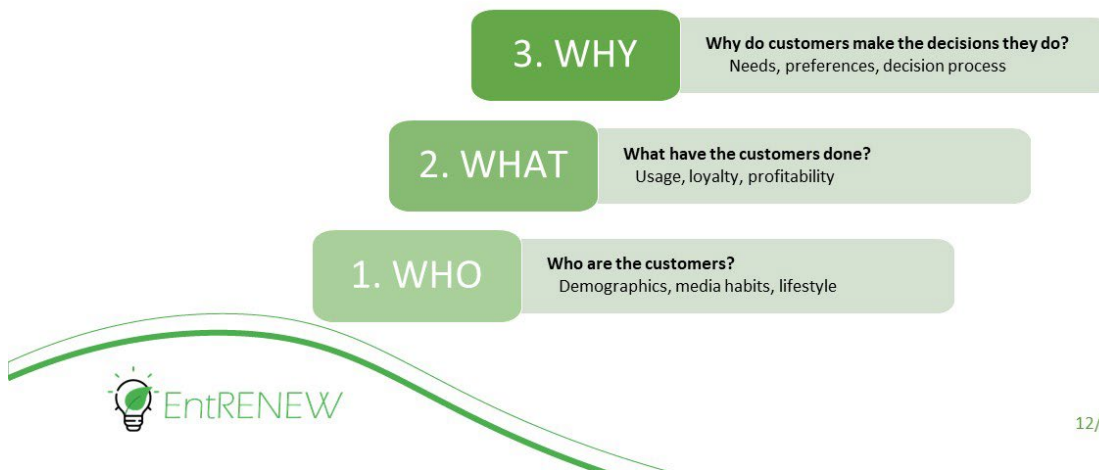 3. WHY
Why do customers make the decisions they do?
Needs, preferences, decision process
2. WHAT
What have the customers done?
Usage, loyalty, profitability
1. WHO
Who are the customers?
Demographics, media habits, lifestyle
EntRENEW
12/